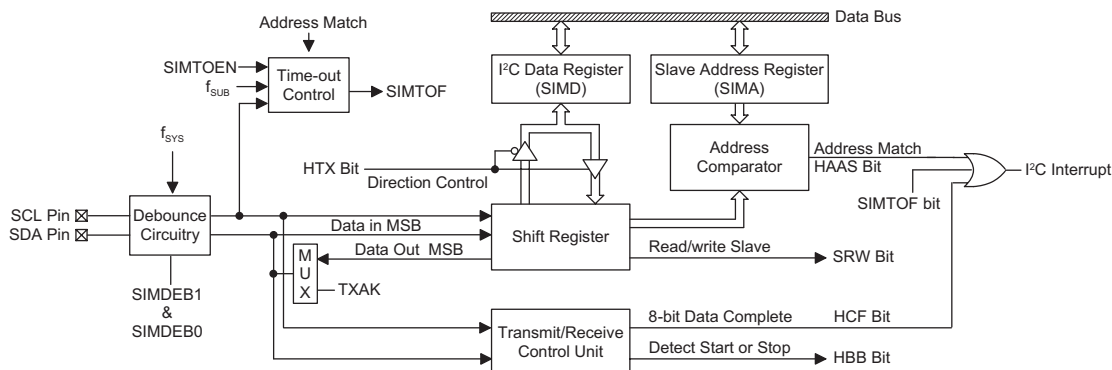 Data Bus
Address Match
SIMTOEN
fSUB
Time-out
Control
SIMTOF
I²C Data Register
(SIMD)
Slave Address Register
(SIMA)
fSYS
HTX Bit
Direction Control
Address
Comparator
Address Match
HAAS Bit
I²C Interrupt
SIMTOF bit
SCL Pin
SDA Pin
Debounce
Circuitry
Data in MSB
Shift Register
Data Out MSB
MUX
TXAK
Read/write Slave
SRW Bit
SIMDEB1
&
SIMDEB0
Transmit/Receive
Control Unit
8-bit Data Complete
HCF Bit
Detect Start or Stop
HBB Bit